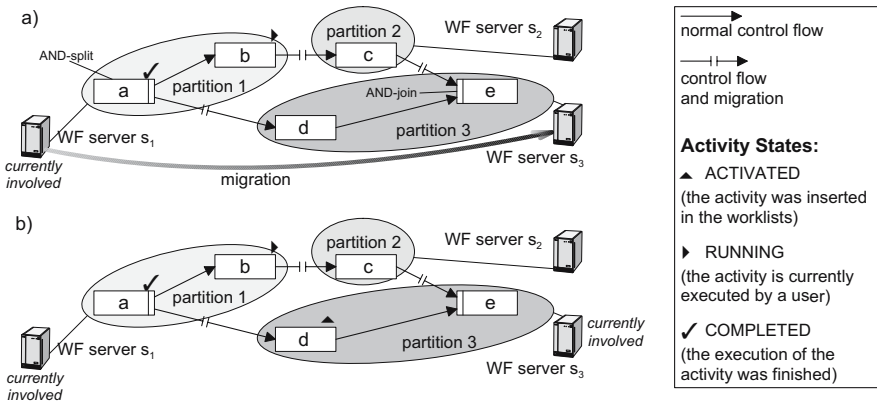 a)
partition 2
WF server s2
b
c
AND-split
a
partition 1
AND-join
e
d
partition 3
WF server s1
WF server s3
currently
involved
migration
b)
partition 2
WF server s2
b
c
a
partition 1
e
currently
involved
d
partition 3
WF server s1
WF server s3
currently
involved
normal control flow
control flow
and migration
Activity States:
ACTIVATED
(the activity was inserted
in the worklists)
RUNNING
(the activity is currently
executed by a user)
COMPLETED
(the execution of the
activity was finished)